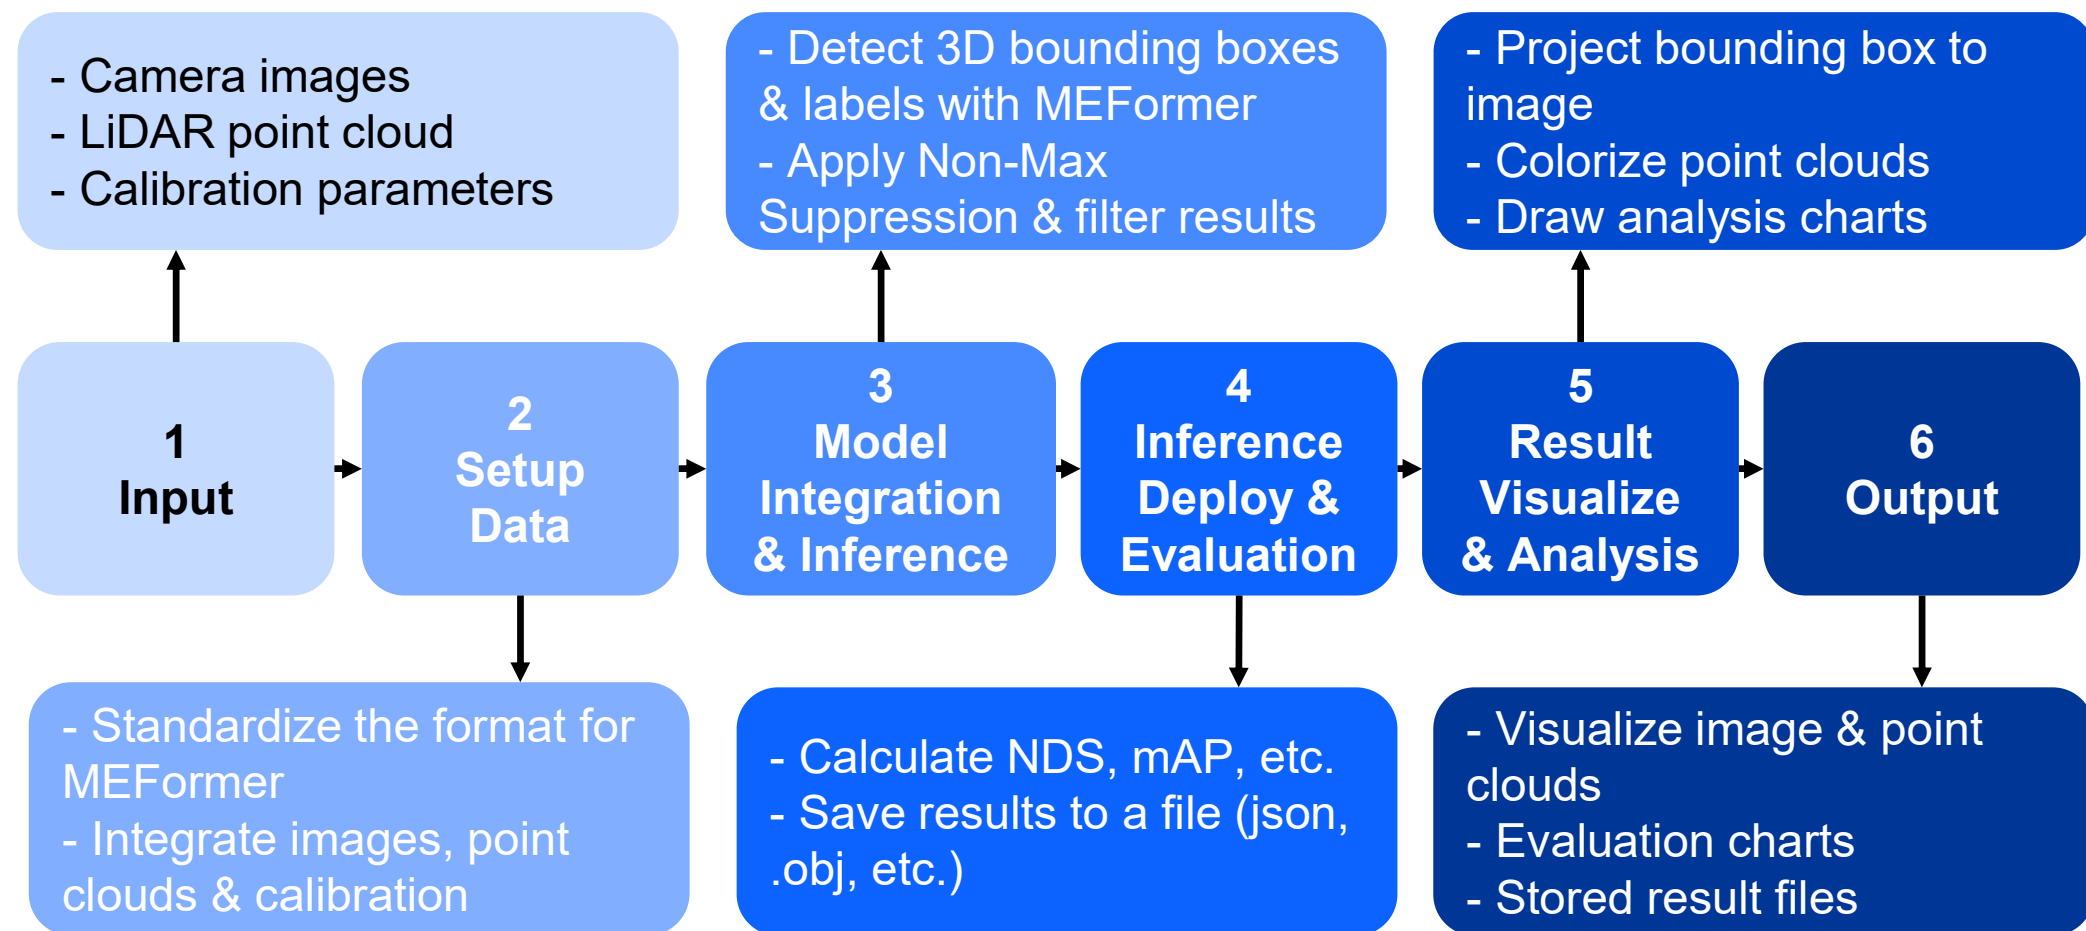 - Camera images
- LiDAR point cloud
- Calibration parameters
- Detect 3D bounding boxes
& labels with MEFormer
- Apply Non-Max
Suppression & filter results
- Project bounding box to
image
- Colorize point clouds
- Draw analysis charts
1
Input
2
Setup
Data
3
Model
Integration
& Inference
4
Inference
Deploy &
Evaluation
5
Result
Visualize
& Analysis
6
Output
- Standardize the format for
MEFormer
- Integrate images, point
clouds & calibration
- Calculate NDS, mAP, etc.
- Save results to a file (json,
.obj, etc.)
- Visualize image & point
clouds
- Evaluation charts
- Stored result files